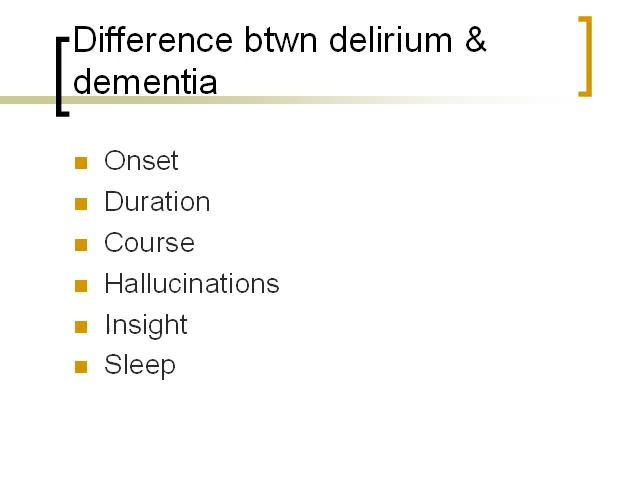 Difference btwn delirium &
dementia
Onset
Duration
Course
Hallucinations
Insight
Sleep